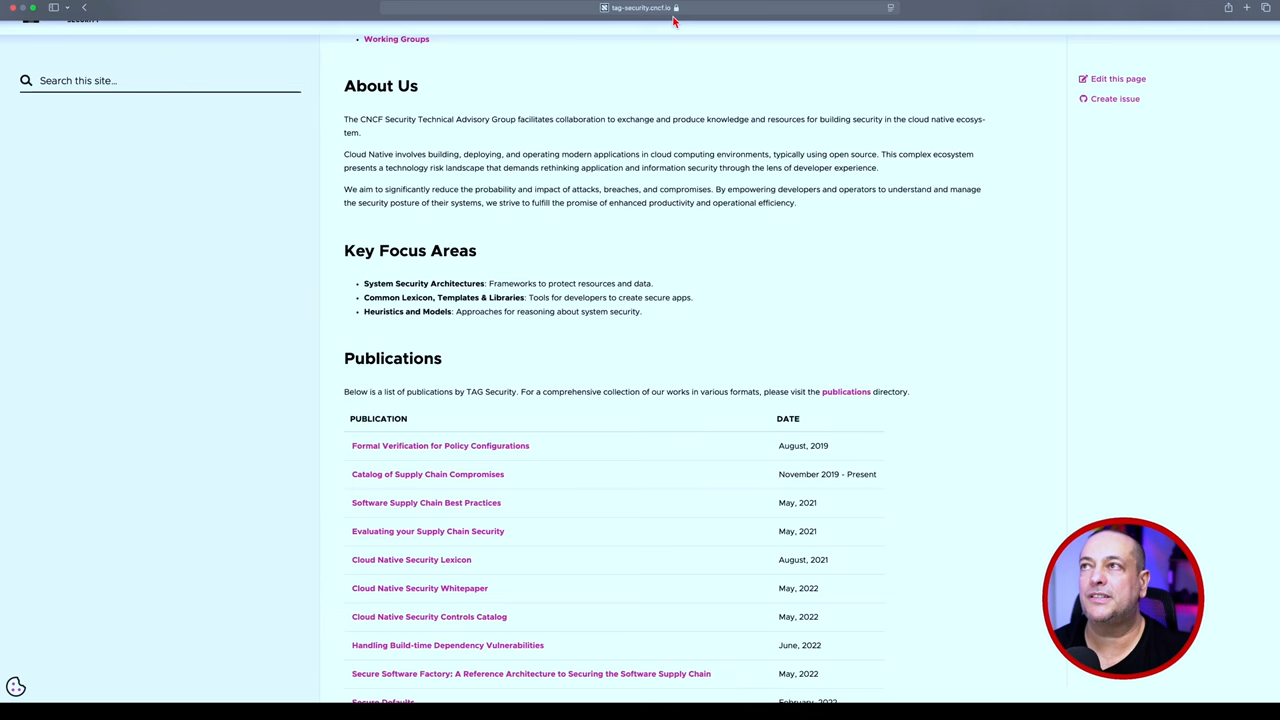 tag-security.cncf.io
Working Groups
Search this site…
Edit this page
Create issue
About Us
The CNCF Security Technical Advisory Group facilitates collaboration to exchange and produce knowledge and resources for building security in the cloud native ecosys-
tem.
Cloud Native involves building, deploying, and operating modern applications in cloud computing environments, typically using open source. This complex ecosystem
presents a technology risk landscape that demands rethinking application and information security through the lens of developer experience.
We aim to significantly reduce the probability and impact of attacks, breaches, and compromises. By empowering developers and operators to understand and manage
the security posture of their systems, we strive to fulfill the promise of enhanced productivity and operational efficiency.
Key Focus Areas
System Security Architectures: Frameworks to protect resources and data.
Common Lexicon, Templates & Libraries: Tools for developers to create secure apps.
Heuristics and Models: Approaches for reasoning about system security.
Publications
Below is a list of publications by TAG Security. For a comprehensive collection of our works in various formats, please visit the publications directory.
PUBLICATION DATE
Formal Verification for Policy Configurations August, 2019
Catalog of Supply Chain Compromises November 2019 - Present
Software Supply Chain Best Practices May, 2021
Evaluating your Supply Chain Security May, 2021
Cloud Native Security Lexicon August, 2021
Cloud Native Security Whitepaper May, 2022
Cloud Native Security Controls Catalog May, 2022
Handling Build-time Dependency Vulnerabilities June, 2022
Secure Software Factory: A Reference Architecture to Securing the Software Supply Chain May, 2022
Secure Defaults February, 2022